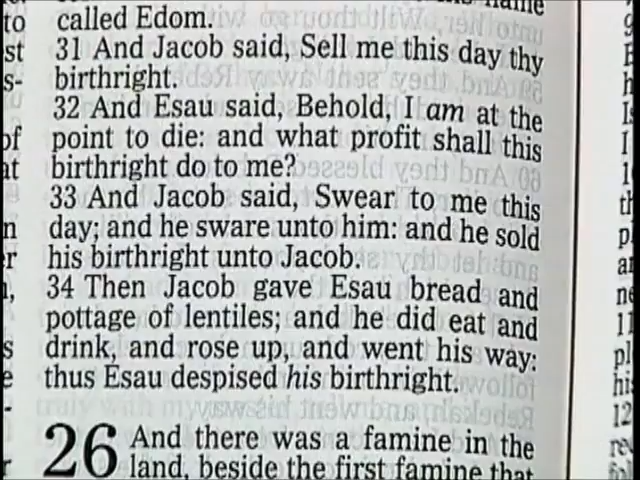 name
called Edom.
31 And Jacob said, Sell me this day thy
birthright.
32 And Esau said, Behold, I am at the
point to die: and what profit shall this
birthright do to me?
33 And Jacob said, Swear to me this
day; and he sware unto him: and he sold
his birthright unto Jacob.
34 Then Jacob gave Esau bread and
pottage of lentiles; and he did eat and
drink, and rose up, and went his way:
thus Esau despised his birthright.
26 And there was a famine in the
land, beside the first famine that